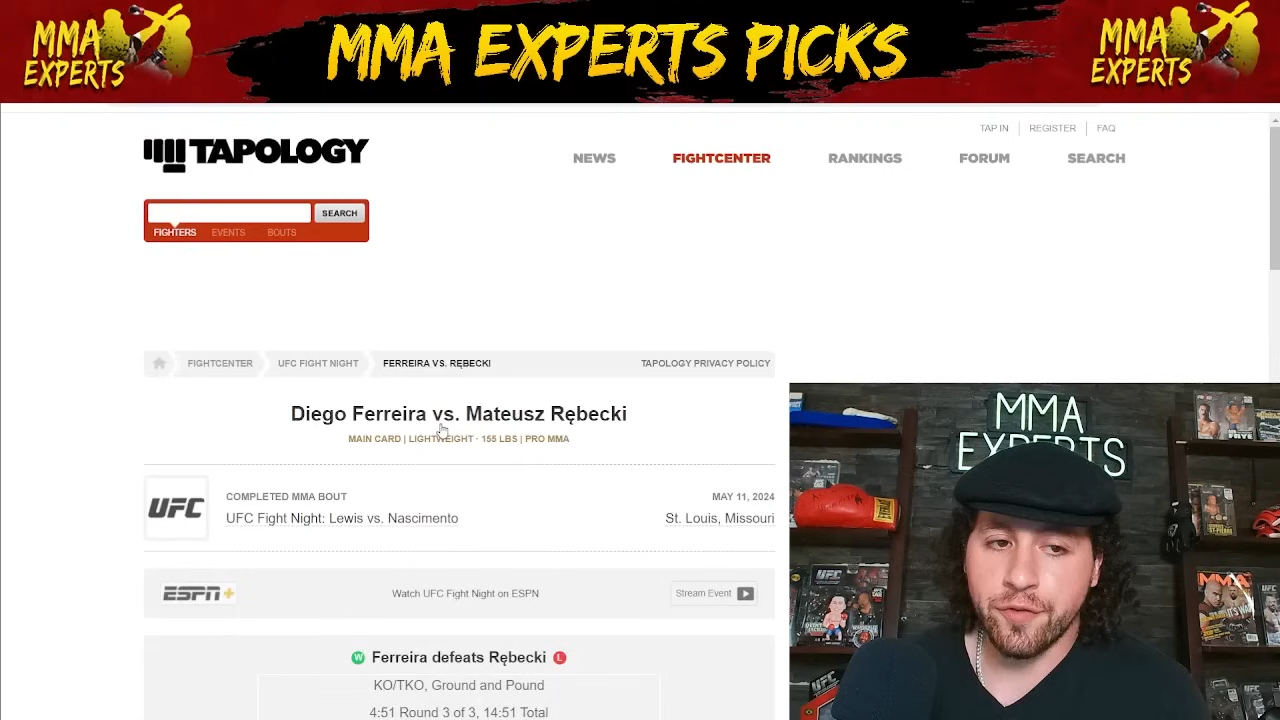 MMA
EXPERTS
MMA EXPERTS PICKS
MMA
EXPERTS
TAP IN
REGISTER
FAQ
TAPOLOGY
NEWS
FIGHTCENTER
RANKINGS
FORUM
SEARCH
SEARCH
FIGHTERS
EVENTS
BOUTS
FIGHTCENTER
UFC FIGHT NIGHT
FERREIRA VS. RĘBECKI
TAPOLOGY PRIVACY POLICY
Diego Ferreira vs. Mateusz Rębecki
MAIN CARD | LIGHTWEIGHT · 155 LBS | PRO MMA
UFC
COMPLETED MMA BOUT
MAY 11, 2024
UFC Fight Night: Lewis vs. Nascimento
St. Louis, Missouri
ESPN+
Watch UFC Fight Night on ESPN
Stream Event
W Ferreira defeats Rębecki L
KO/TKO, Ground and Pound
4:51 Round 3 of 3, 14:51 Total
MMA
EXPERTS
UFC
MMA